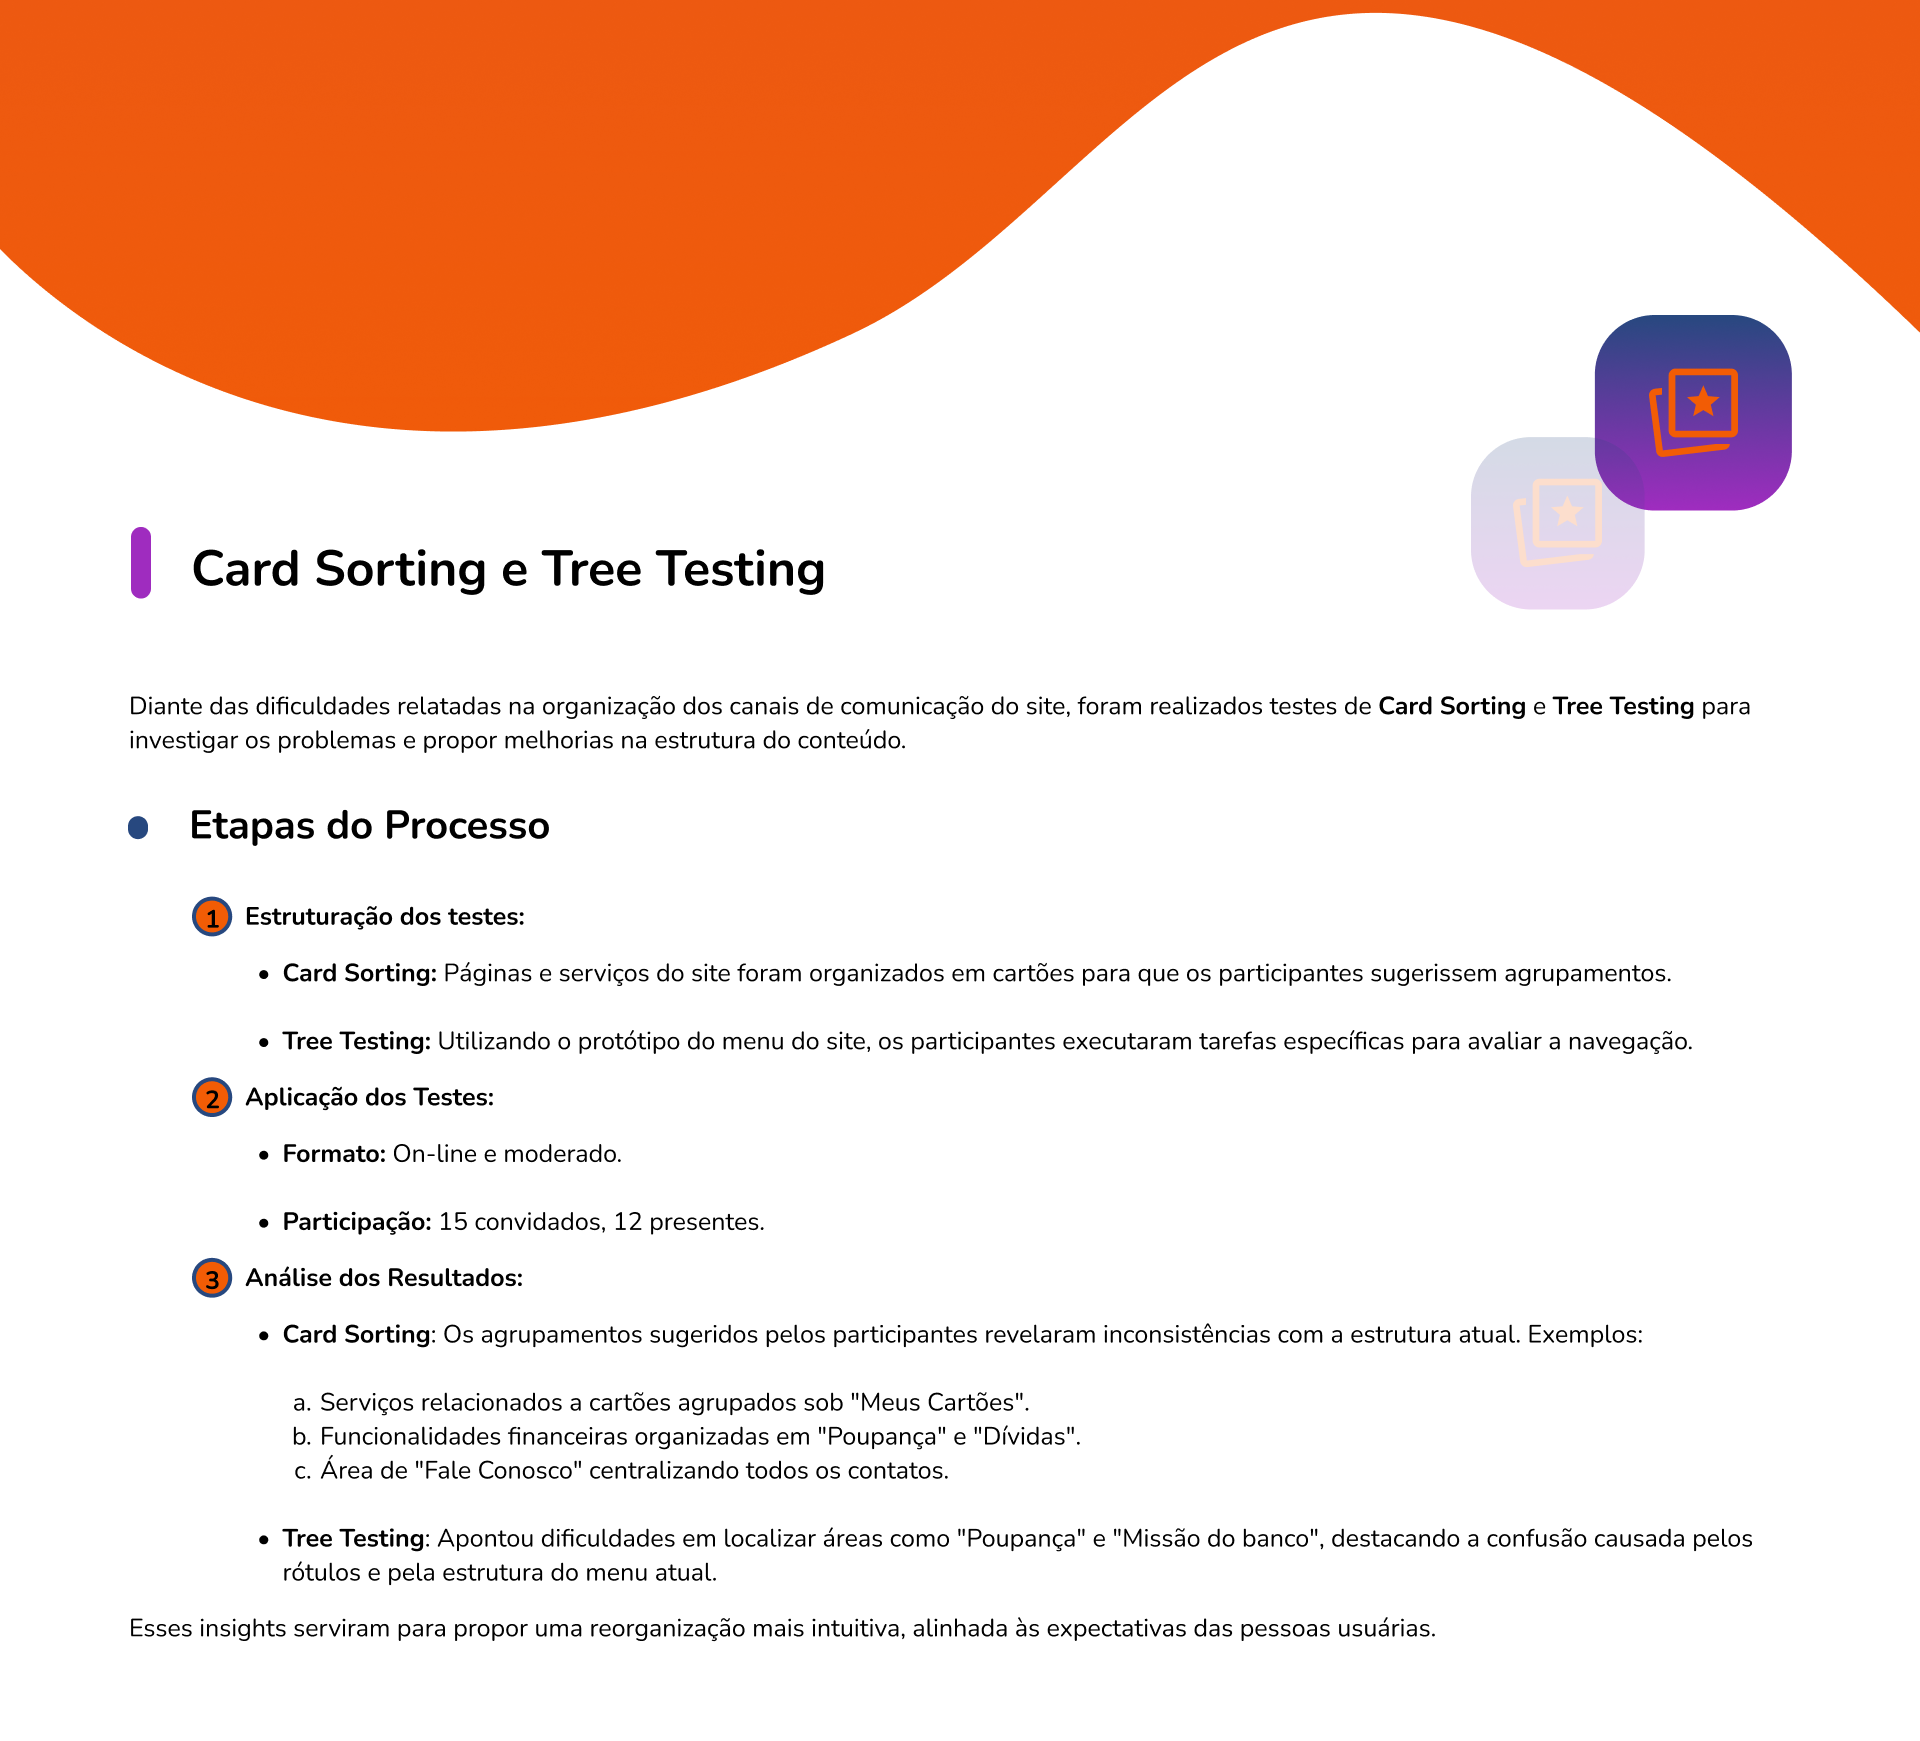 Card Sorting e Tree Testing
Diante das dificuldades relatadas na organização dos canais de comunicação do site, foram realizados testes de Card Sorting e Tree Testing para
investigar os problemas e propor melhorias na estrutura do conteúdo.
Etapas do Processo
1 Estruturação dos testes:
• Card Sorting: Páginas e serviços do site foram organizados em cartões para que os participantes sugerissem agrupamentos.
• Tree Testing: Utilizando o protótipo do menu do site, os participantes executaram tarefas específicas para avaliar a navegação.
2 Aplicação dos Testes:
• Formato: On-line e moderado.
• Participação: 15 convidados, 12 presentes.
3 Análise dos Resultados:
• Card Sorting: Os agrupamentos sugeridos pelos participantes revelaram inconsistências com a estrutura atual. Exemplos:
a. Serviços relacionados a cartões agrupados sob "Meus Cartões".
b. Funcionalidades financeiras organizadas em "Poupança" e "Dívidas".
c. Área de "Fale Conosco" centralizando todos os contatos.
• Tree Testing: Apontou dificuldades em localizar áreas como "Poupança" e "Missão do banco", destacando a confusão causada pelos
rótulos e pela estrutura do menu atual.
Esses insights serviram para propor uma reorganização mais intuitiva, alinhada às expectativas das pessoas usuárias.